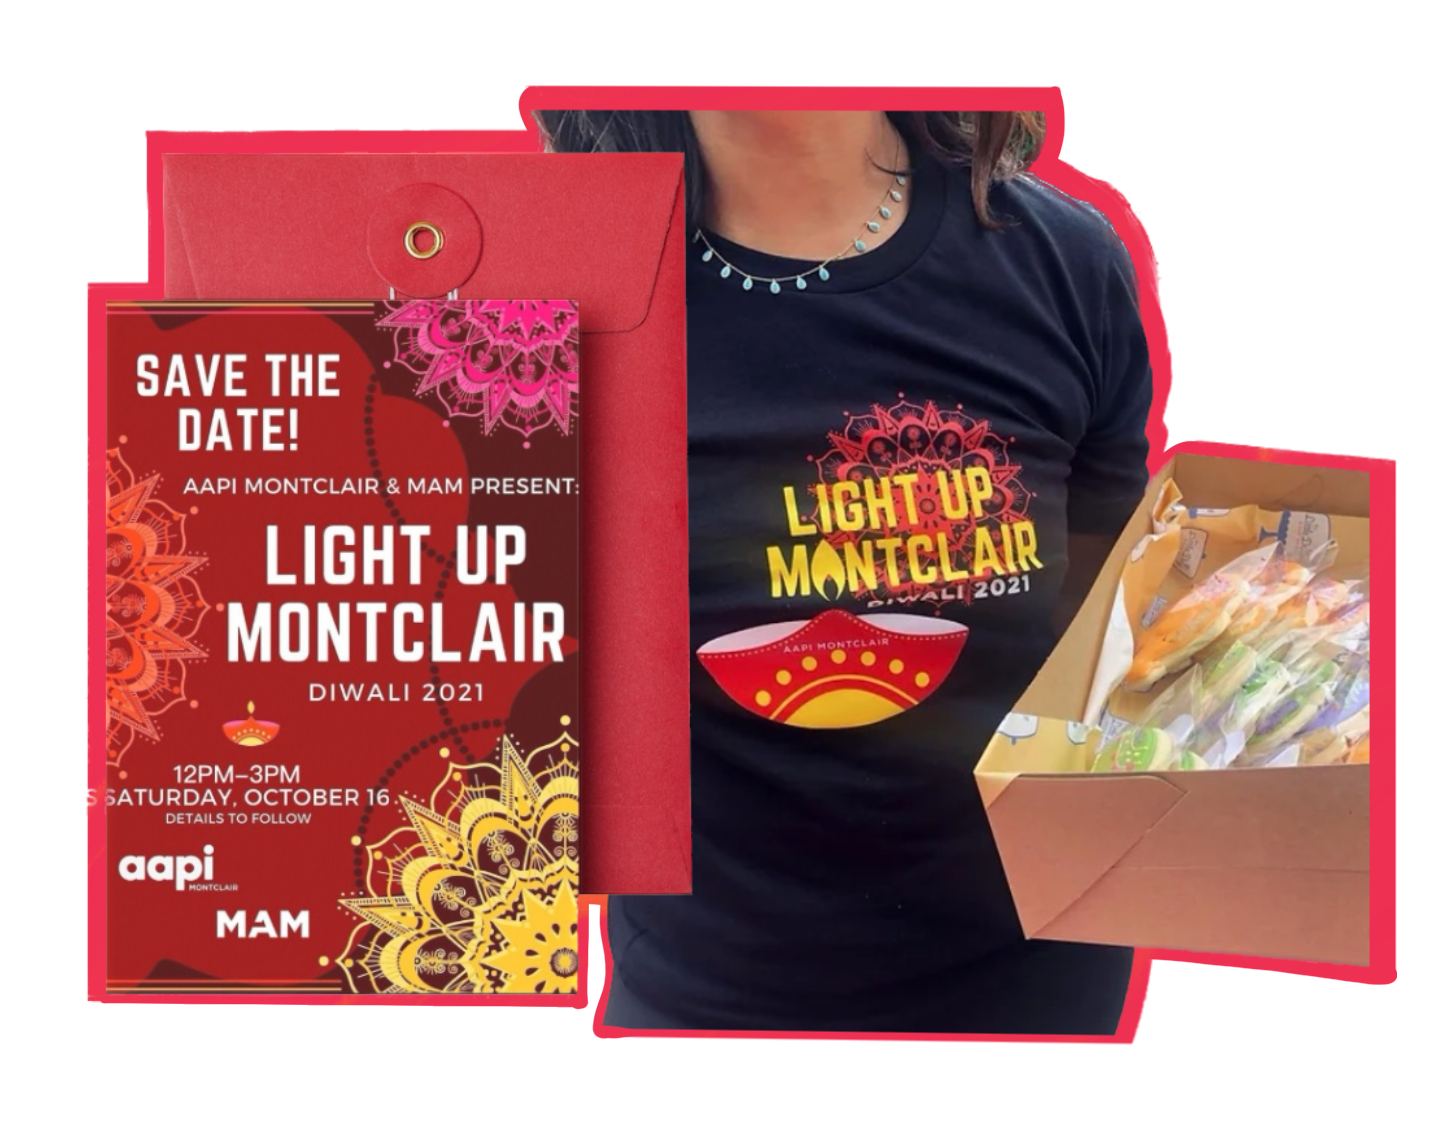 SAVE THE
DATE!
AAPI MONTCLAIR & MAM PRESENT:
LIGHT UP
MONTCLAIR
DIWALI 2021
12PM–3PM
SATURDAY, OCTOBER 16
DETAILS TO FOLLOW
aapi
MONTCLAIR
MAM
LIGHT UP
MONTCLAIR
DIWALI 2021
AAPI MONTCLAIR